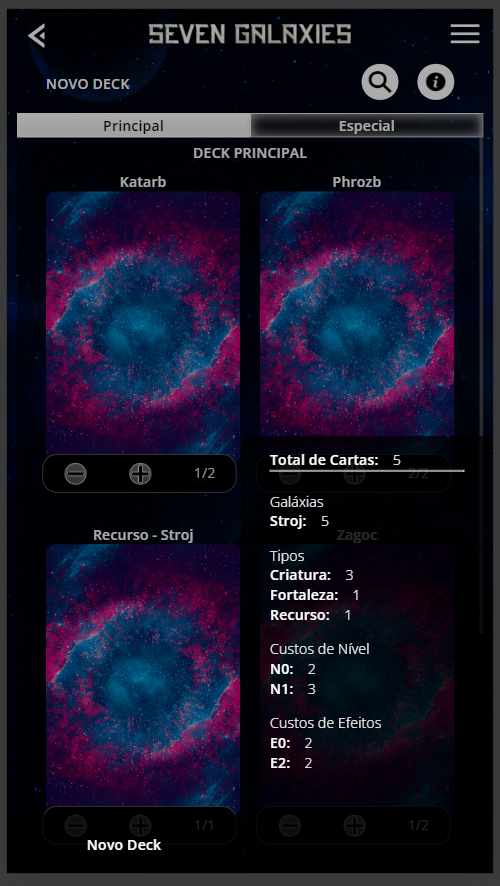 SEVEN GALAXIES
NOVO DECK
Principal
Especial
DECK PRINCIPAL
Katarb
Phrozb
1/2
2/2
Total de Cartas: 5
Galáxias
Stroj: 5
Tipos
Criatura: 3
Fortaleza: 1
Recurso: 1
Custos de Nível
N0: 2
N1: 3
Custos de Efeitos
E0: 2
E2: 2
Recurso - Stroj
Zagoc
1/1
1/2
Novo Deck